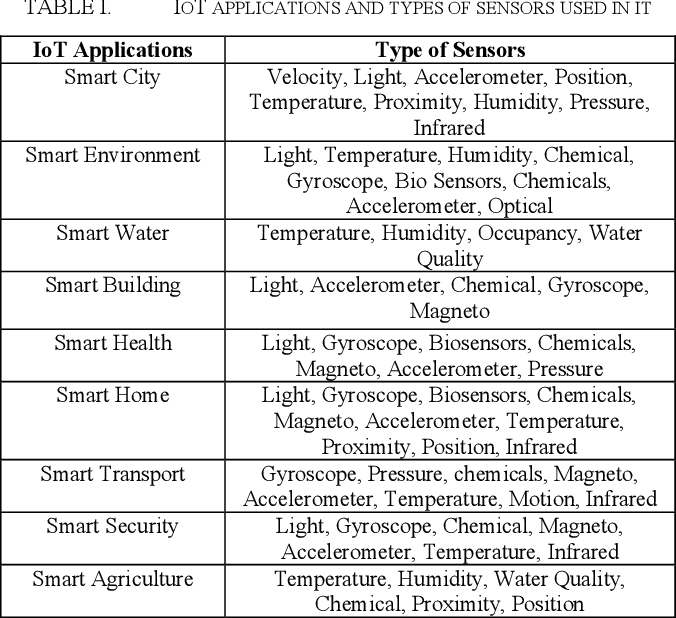 TABLE I. IOT APPLICATIONS AND TYPES OF SENSORS USED IN IT
IoT Applications Type of Sensors
Smart City Velocity, Light, Accelerometer, Position,
Temperature, Proximity, Humidity, Pressure,
Infrared
Smart Environment Light, Temperature, Humidity, Chemical,
Gyroscope, Bio Sensors, Chemicals,
Accelerometer, Optical
Smart Water Temperature, Humidity, Occupancy, Water
Quality
Smart Building Light, Accelerometer, Chemical, Gyroscope,
Magneto
Smart Health Light, Gyroscope, Biosensors, Chemicals,
Magneto, Accelerometer, Pressure
Smart Home Light, Gyroscope, Biosensors, Chemicals,
Magneto, Accelerometer, Temperature,
Proximity, Position, Infrared
Smart Transport Gyroscope, Pressure, chemicals, Magneto,
Accelerometer, Temperature, Motion, Infrared
Smart Security Light, Gyroscope, Chemical, Magneto,
Accelerometer, Temperature, Infrared
Smart Agriculture Temperature, Humidity, Water Quality,
Chemical, Proximity, Position